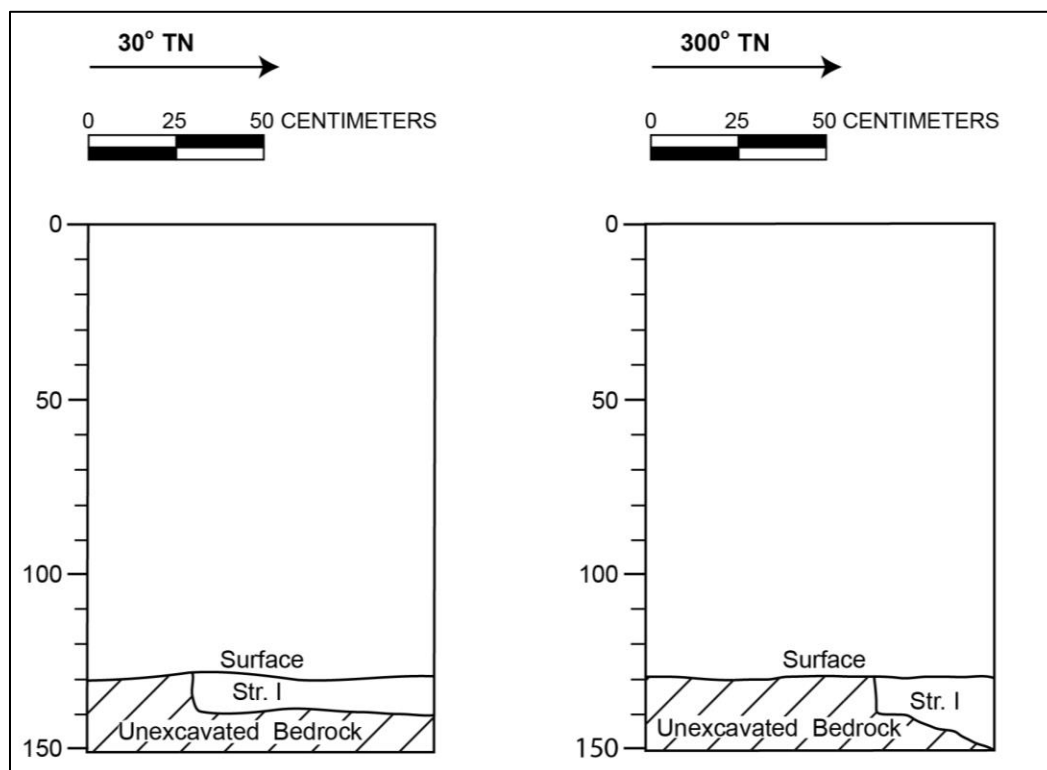 30° TN
0 25 50 CENTIMETERS
0
50
100
150
Surface
Str. I
Unexcavated Bedrock
300° TN
0 25 50 CENTIMETERS
0
50
100
150
Surface
Str. I
Unexcavated Bedrock